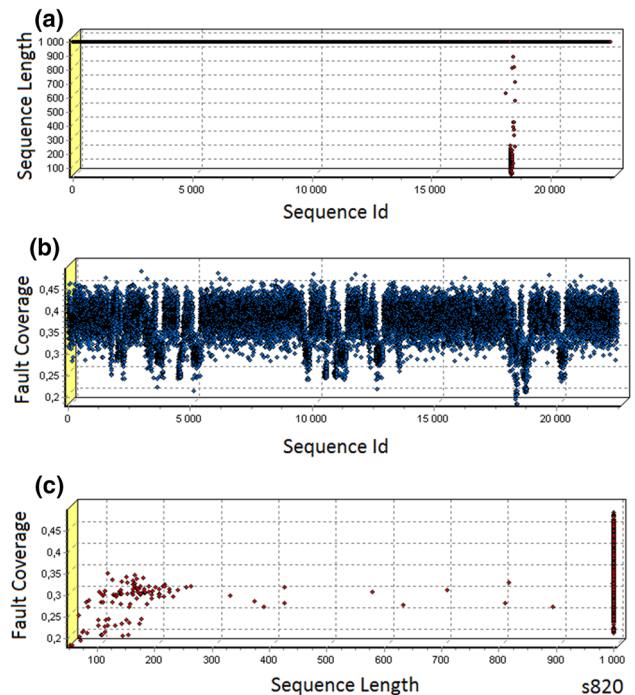 (a)
Sequence Length
1 000
900
800
700
600
500
400
300
200
100
0 5 000 10 000 15 000 20 000
Sequence Id
(b)
Fault Coverage
0,45
0,4
0,35
0,3
0,25
0,2
0 5 000 10 000 15 000 20 000
Sequence Id
(c)
Fault Coverage
0,45
0,4
0,35
0,3
0,25
0,2
100 200 300 400 500 600 700 800 900 1 000
Sequence Length s820